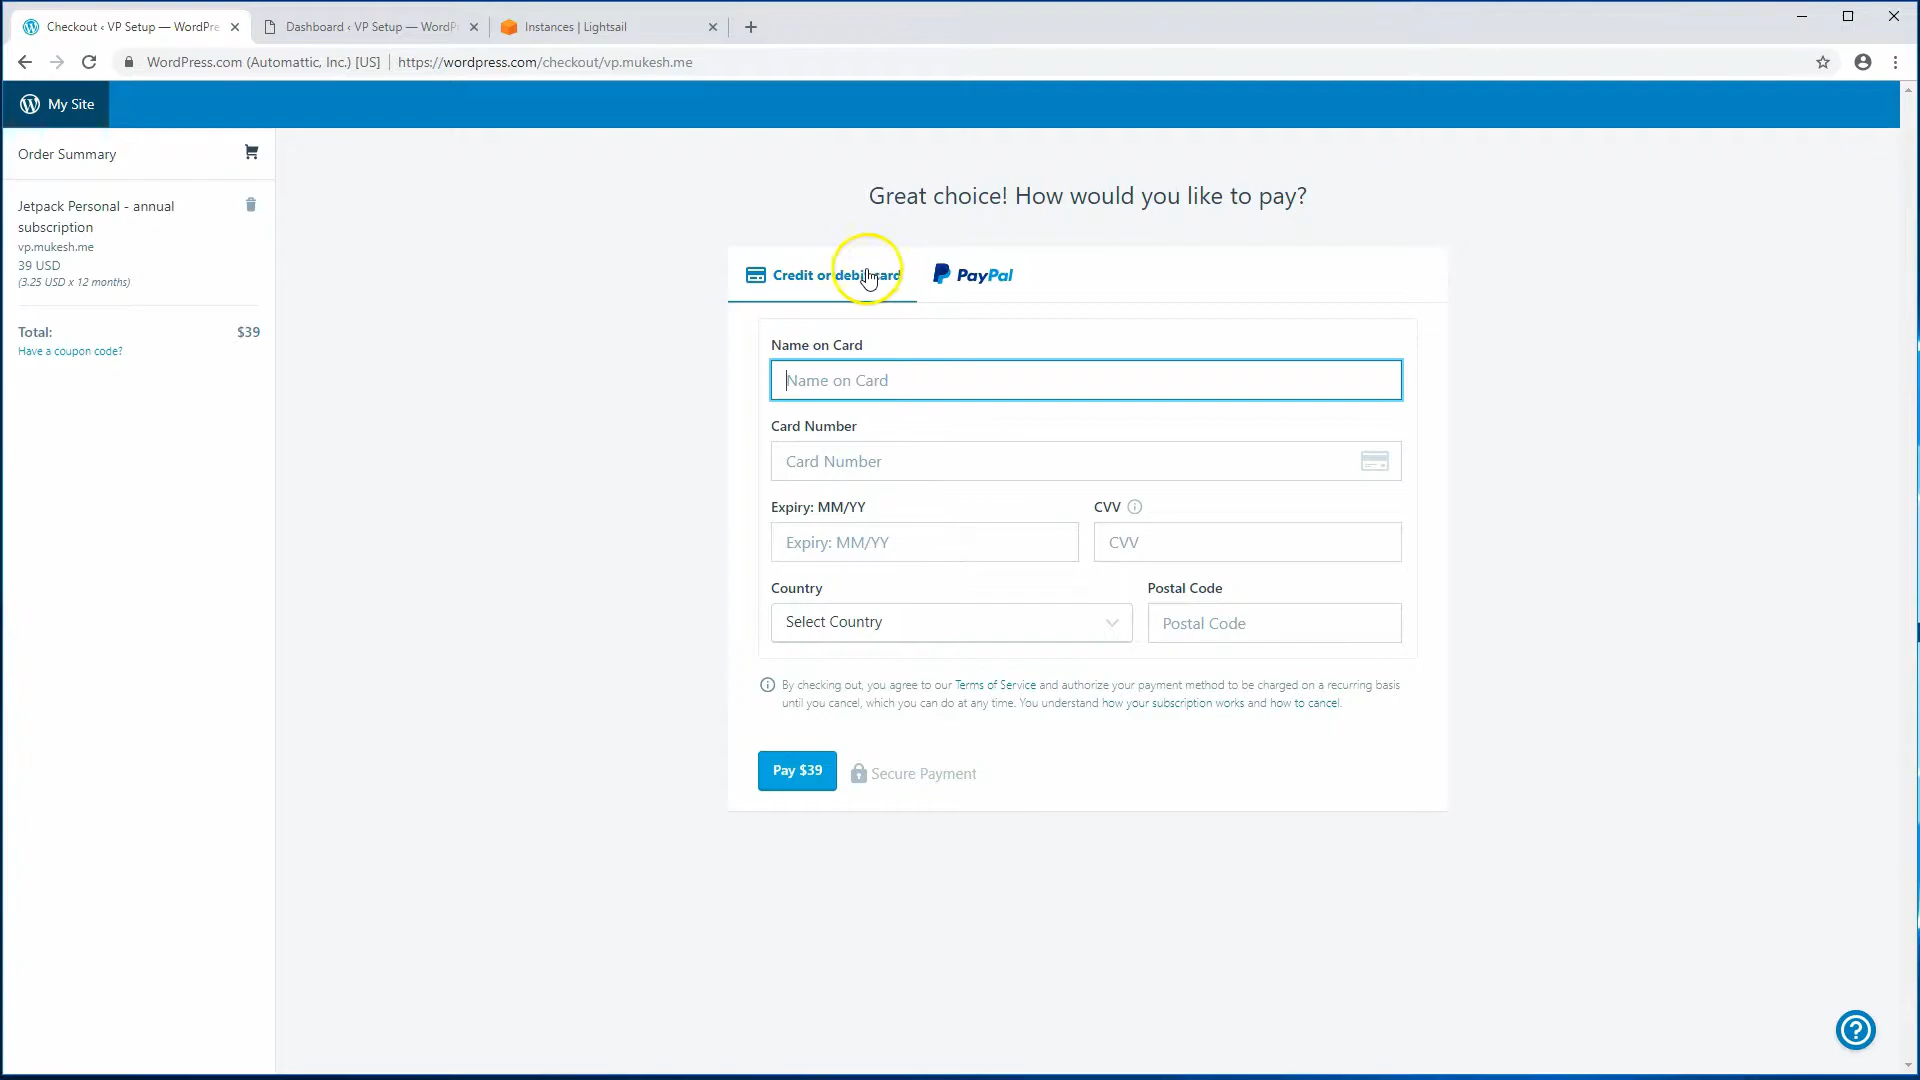 Checkout ‹ VP Setup — WordPre
Dashboard ‹ VP Setup — WordP
Instances | Lightsail
WordPress.com (Automattic, Inc.) [US]
https://wordpress.com/checkout/vp.mukesh.me
My Site
Order Summary
Jetpack Personal - annual
subscription
vp.mukesh.me
39 USD
(3.25 USD x 12 months)
Total: $39
Have a coupon code?
Great choice! How would you like to pay?
Credit or debit card
PayPal
Name on Card
Name on Card
Card Number
Card Number
Expiry: MM/YY
CVV
Expiry: MM/YY
CVV
Country
Postal Code
Select Country
Postal Code
By checking out, you agree to our Terms of Service and authorize your payment method to be charged on a recurring basis
until you cancel, which you can do at any time. You understand how your subscription works and how to cancel.
Pay $39
Secure Payment